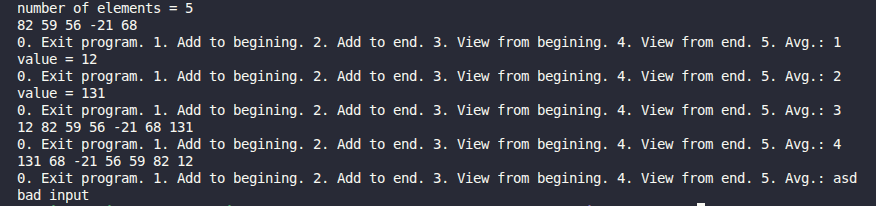 number of elements = 5
82 59 56 -21 68
0. Exit program. 1. Add to begining. 2. Add to end. 3. View from begining. 4. View from end. 5. Avg.: 1
value = 12
0. Exit program. 1. Add to begining. 2. Add to end. 3. View from begining. 4. View from end. 5. Avg.: 2
value = 131
0. Exit program. 1. Add to begining. 2. Add to end. 3. View from begining. 4. View from end. 5. Avg.: 3
12 82 59 56 -21 68 131
0. Exit program. 1. Add to begining. 2. Add to end. 3. View from begining. 4. View from end. 5. Avg.: 4
131 68 -21 56 59 82 12
0. Exit program. 1. Add to begining. 2. Add to end. 3. View from begining. 4. View from end. 5. Avg.: asd
bad input